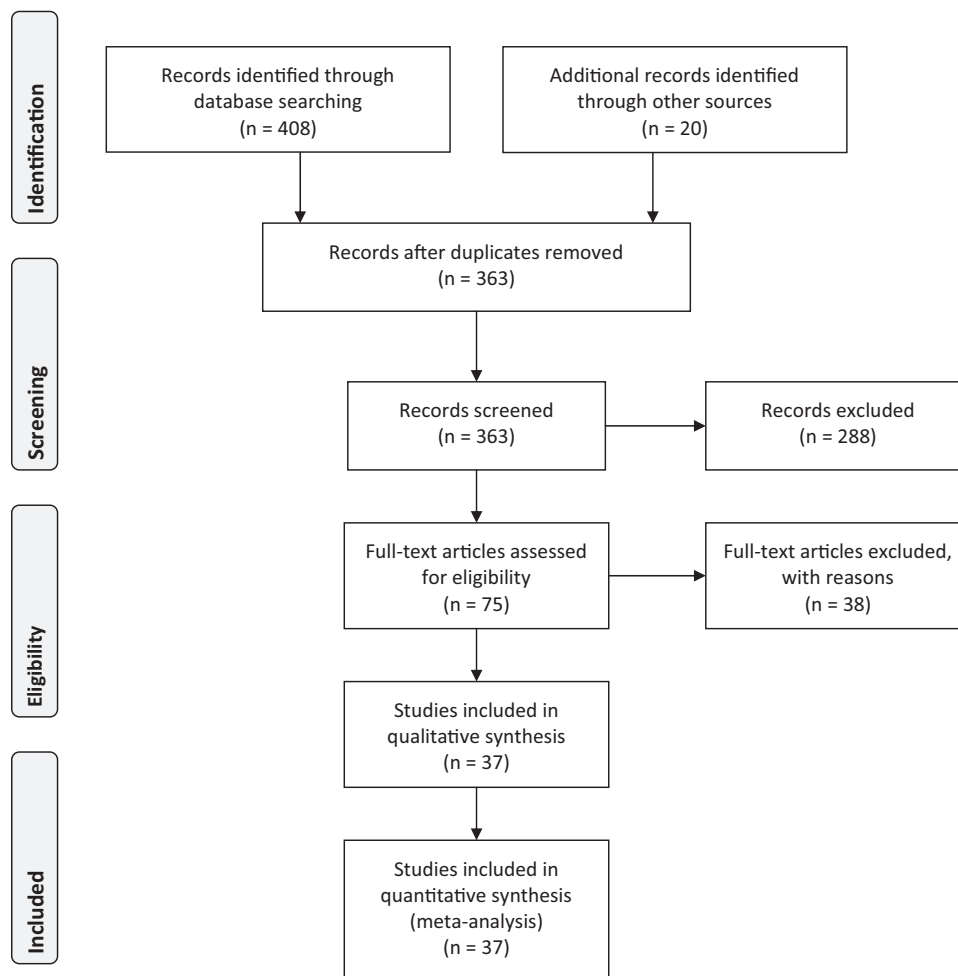 Identification
Records identified through
database searching
(n = 408)
Additional records identified
through other sources
(n = 20)
Records after duplicates removed
(n = 363)
Screening
Records screened
(n = 363)
Records excluded
(n = 288)
Eligibility
Full-text articles assessed
for eligibility
(n = 75)
Full-text articles excluded,
with reasons
(n = 38)
Studies included in
qualitative synthesis
(n = 37)
Included
Studies included in
quantitative synthesis
(meta-analysis)
(n = 37)